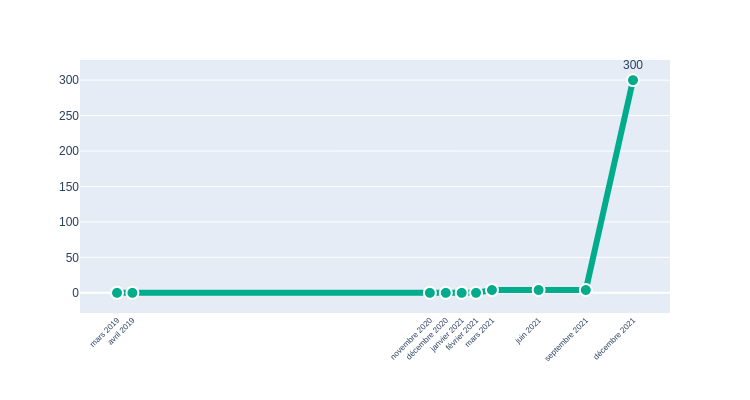 300
300
250
200
150
100
50
0
mars 2019
avril 2019
novembre 2020
décembre 2020
janvier 2021
février 2021
mars 2021
juin 2021
septembre 2021
décembre 2021